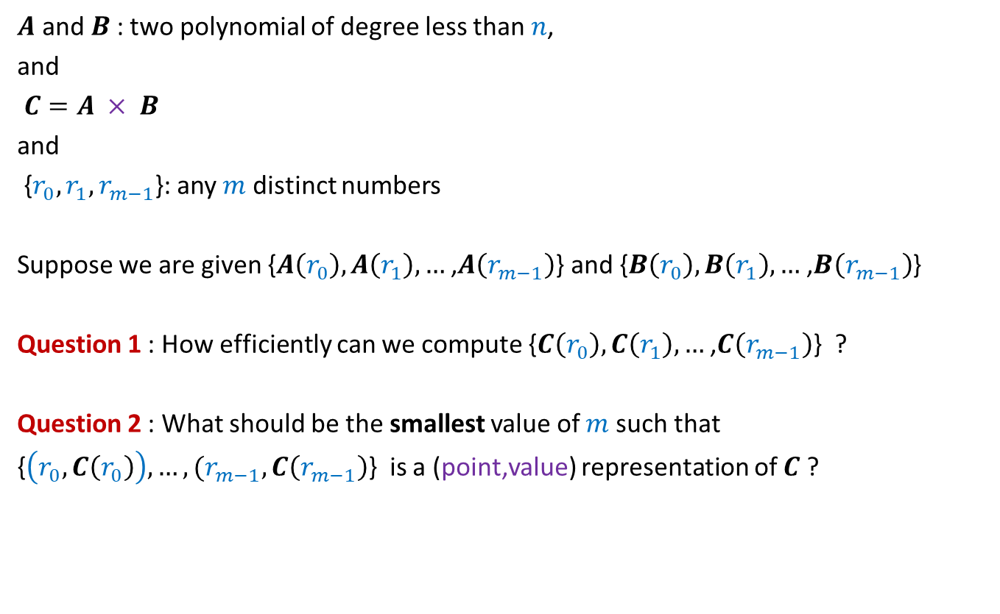 A and B : two polynomial of degree less than n,
and
C = A × B
and
{r₀, r₁, rₘ₋₁}: any m distinct numbers
Suppose we are given {A(r₀), A(r₁), … ,A(rₘ₋₁)} and {B(r₀), B(r₁), … ,B(rₘ₋₁)}
Question 1 : How efficiently can we compute {C(r₀), C(r₁), … ,C(rₘ₋₁)} ?
Question 2 : What should be the smallest value of m such that
{(r₀, C(r₀)), … , (rₘ₋₁, C(rₘ₋₁)} is a (point,value) representation of C ?